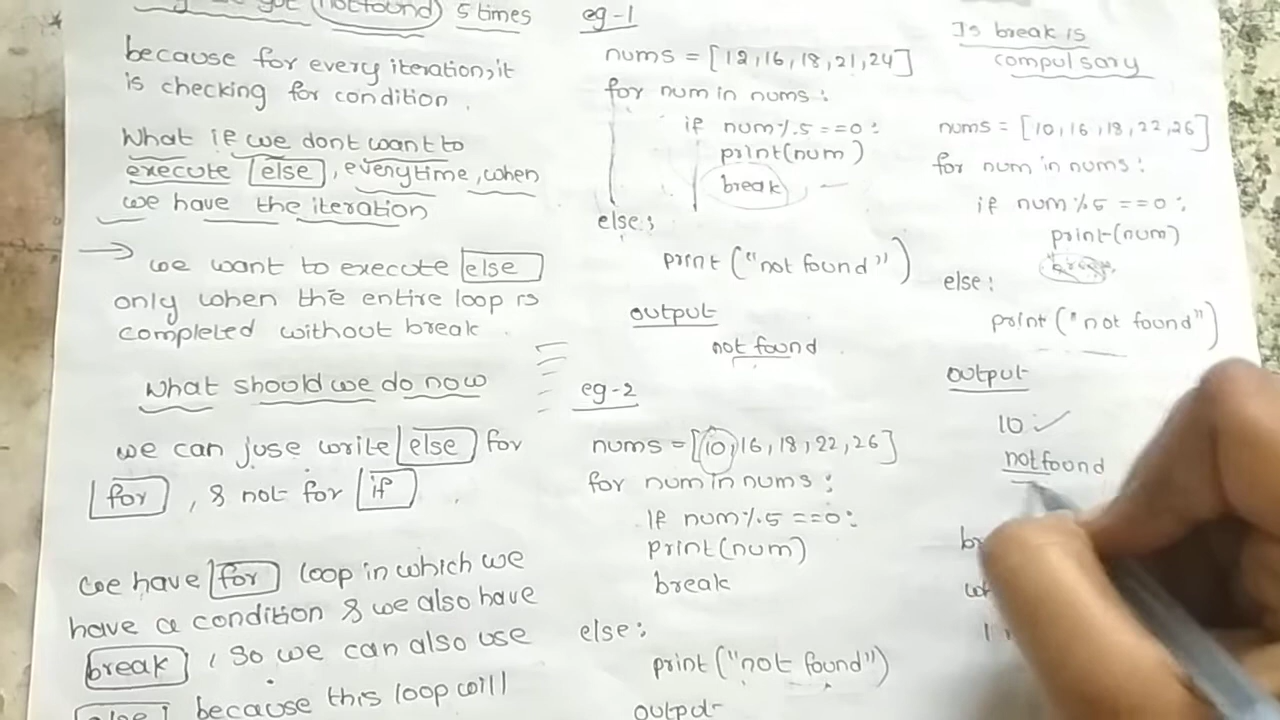 got (not found) 5 times
because for every iteration, it
is checking for condition.
What if we dont want to
execute else, everytime, when
we have the iteration
→ we want to execute else
only when the entire loop is
completed without break.
What should we do now
we can juse write else for
for, & not for if.
we have for loop in which we
have a condition & we also have
break, so we can also use
else, because this loop will
eg-1
nums = [12,16,18,21,24]
for num in nums:
if num%5==0:
print(num)
break
else:
print("not found")
output
not found
eg-2
nums = [10,16,18,22,26]
for num in nums:
If num%5==0:
print(num)
break
else:
print("not found")
output
Is break is
compulsary
nums = [10,16,18,22,26]
for num in nums:
if num%5==0:
print(num)
else:
print("not found")
output
10 ✓
not found